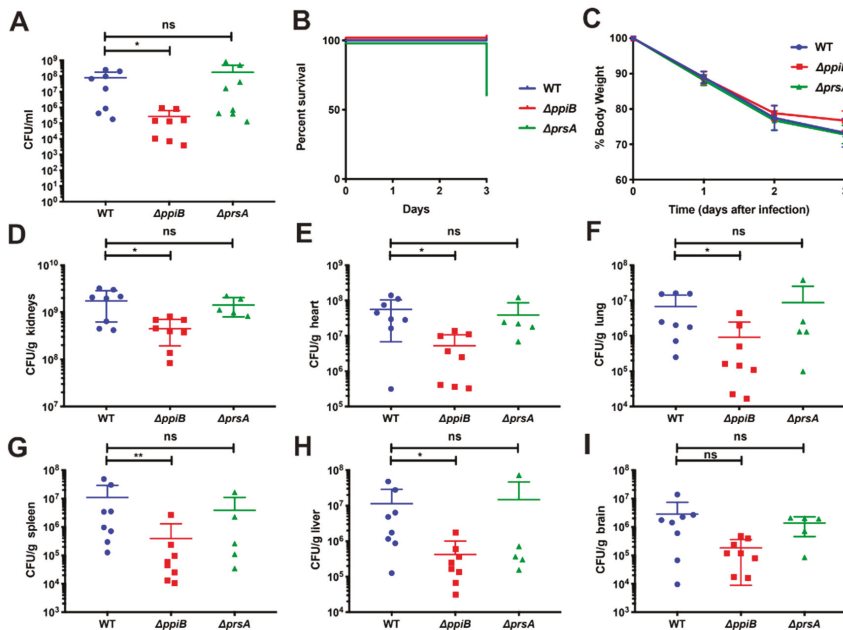 A
ns
*
CFU/ml
10⁹
10⁸
10⁷
10⁶
10⁵
10⁴
10³
10²
10¹
10⁰
WT ΔppiB ΔprsA
B
Percent survival
100
50
0
0 1 2 3
Days
WT
ΔppiB
ΔprsA
C
% Body Weight
100
90
80
70
60
0 1 2
Time (days after infection)
WT
ΔprsA
D
ns
*
CFU/g kidneys
10¹⁰
10⁹
10⁸
10⁷
WT ΔppiB ΔprsA
E
ns
*
CFU/g heart
10⁹
10⁸
10⁷
10⁶
10⁵
WT ΔppiB ΔprsA
F
ns
*
CFU/g lung
10⁸
10⁷
10⁶
10⁵
10⁴
WT ΔppiB ΔprsA
G
ns
**
CFU/g spleen
10⁸
10⁷
10⁶
10⁵
10⁴
10³
WT ΔppiB ΔprsA
H
ns
*
CFU/g liver
10⁸
10⁷
10⁶
10⁵
10⁴
10³
WT ΔppiB ΔprsA
I
ns
ns
CFU/g brain
10⁸
10⁷
10⁶
10⁵
10⁴
10³
WT ΔppiB ΔprsA